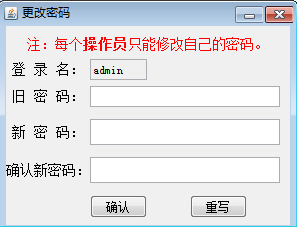 更改密码
注：每个操作员只能修改自己的密码。
登 录 名： admin
旧 密 码：
新 密 码：
确认新密码：
确认 重写